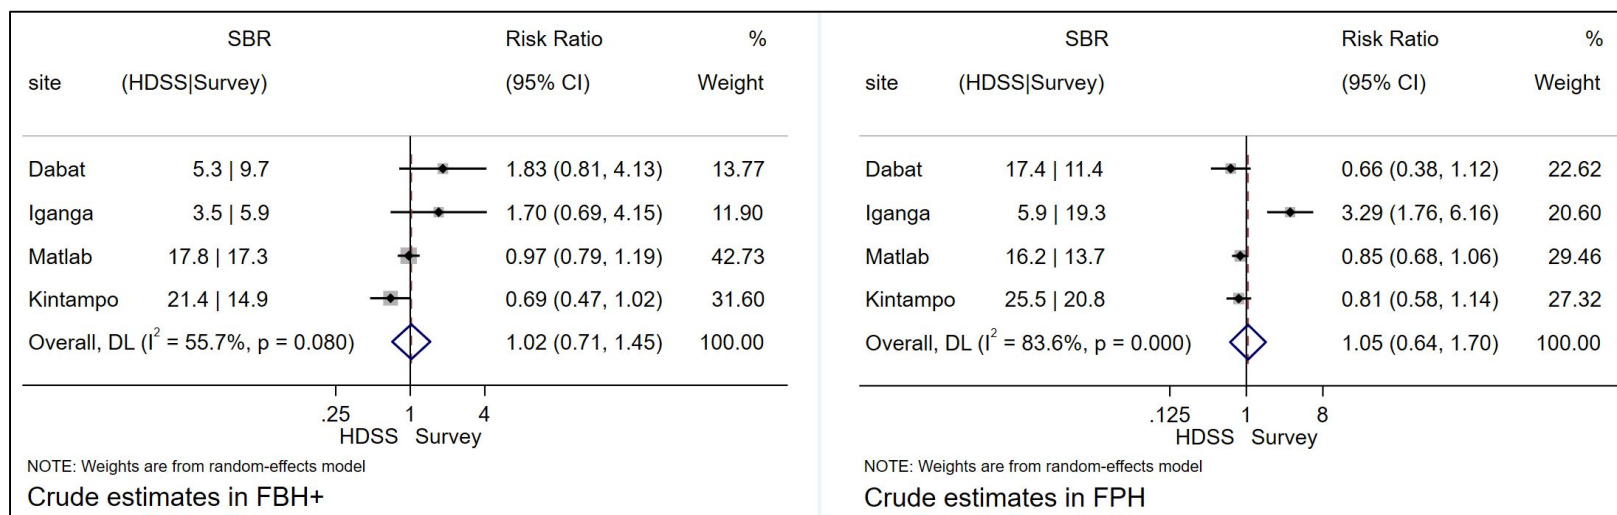 SBR Risk Ratio %
site (HDSS|Survey) (95% CI) Weight
Dabat 5.3 | 9.7 1.83 (0.81, 4.13) 13.77
Iganga 3.5 | 5.9 1.70 (0.69, 4.15) 11.90
Matlab 17.8 | 17.3 0.97 (0.79, 1.19) 42.73
Kintampo 21.4 | 14.9 0.69 (0.47, 1.02) 31.60
Overall, DL (I² = 55.7%, p = 0.080) 1.02 (0.71, 1.45) 100.00
.25 1 4
HDSS Survey
NOTE: Weights are from random-effects model
Crude estimates in FBH+
SBR Risk Ratio %
site (HDSS|Survey) (95% CI) Weight
Dabat 17.4 | 11.4 0.66 (0.38, 1.12) 22.62
Iganga 5.9 | 19.3 3.29 (1.76, 6.16) 20.60
Matlab 16.2 | 13.7 0.85 (0.68, 1.06) 29.46
Kintampo 25.5 | 20.8 0.81 (0.58, 1.14) 27.32
Overall, DL (I² = 83.6%, p = 0.000) 1.05 (0.64, 1.70) 100.00
.125 1 8
HDSS Survey
NOTE: Weights are from random-effects model
Crude estimates in FPH